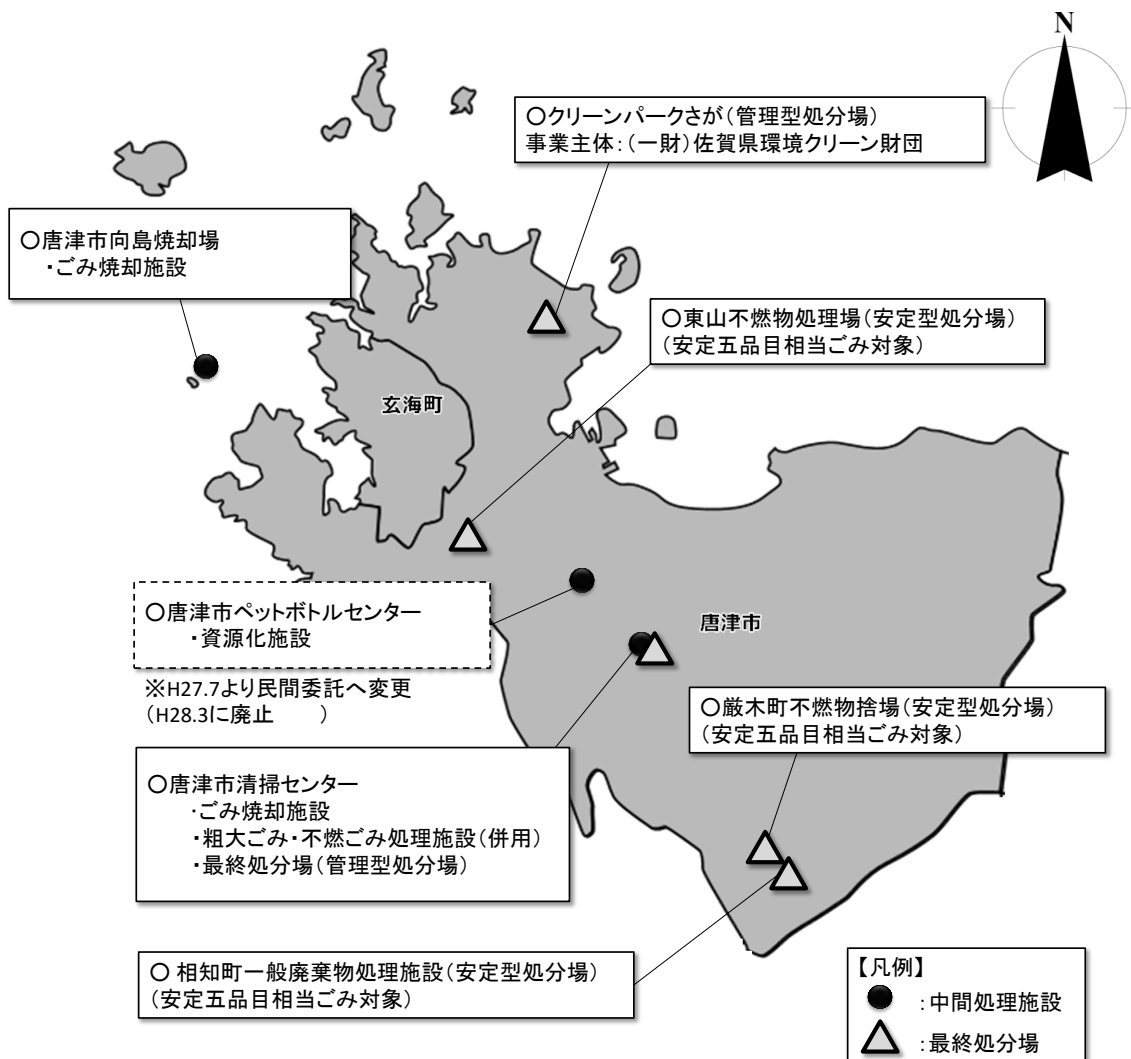 N
○クリーンパークさが(管理型処分場)
事業主体:(一財)佐賀県環境クリーン財団
○唐津市向島焼却場
・ごみ焼却施設
○東山不燃物処理場(安定型処分場)
(安定五品目相当ごみ対象)
玄海町
○唐津市ペットボトルセンター
・資源化施設
※H27.7より民間委託へ変更
(H28.3に廃止 )
唐津市
○厳木町不燃物捨場(安定型処分場)
(安定五品目相当ごみ対象)
○唐津市清掃センター
・ごみ焼却施設
・粗大ごみ・不燃ごみ処理施設(併用)
・最終処分場(管理型処分場)
○ 相知町一般廃棄物処理施設(安定型処分場)
(安定五品目相当ごみ対象)
【凡例】
:中間処理施設
:最終処分場